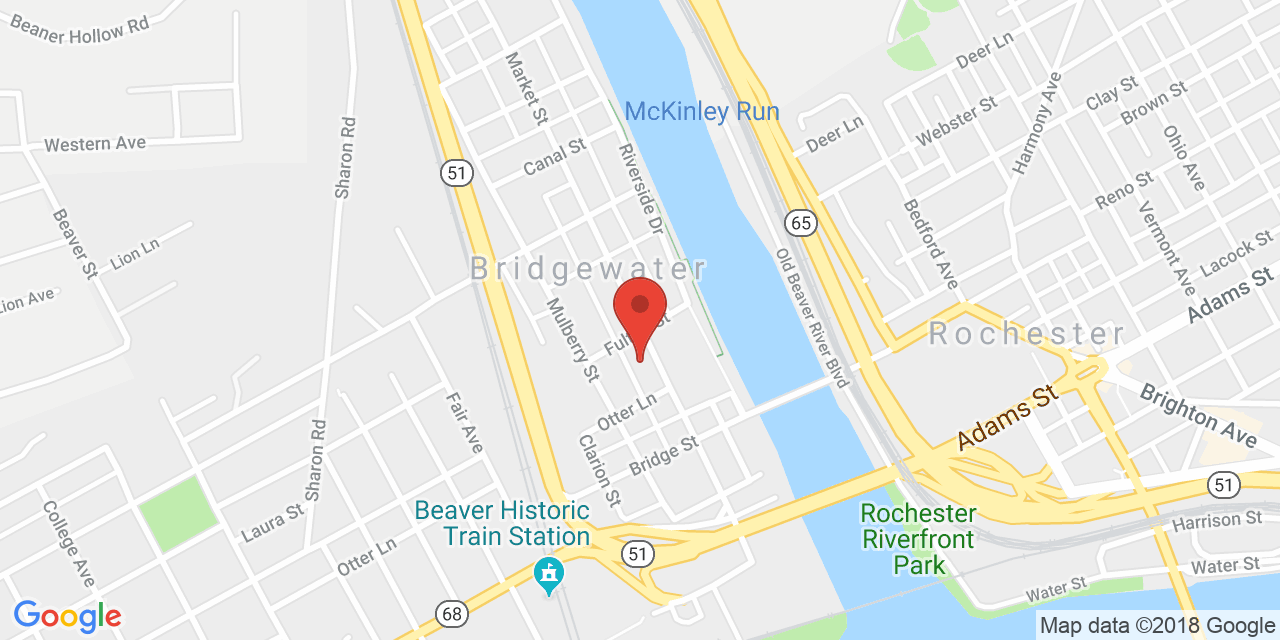 Beaner Hollow Rd
Western Ave
Sharon Rd
Beaver St
Lion Ln
Lion Ave
51
Market St
Canal St
Riverside Dr
McKinley Run
65
Deer Ln
Deer Ln
Webster St
Harmony Ave
Clay St
Brown St
Ohio Ave
Reno St
Vermont Ave
Lacock St
Adams St
Bedford Ave
Old Beaver River Blvd
Bridgewater
Rochester
Mulberry St
St
Otter Ln
Bridge St
Clarion St
Fair Ave
Sharon Rd
Laura St
College Ave
Otter Ln
Beaver Historic
Train Station
51
68
Adams St
Brighton Ave
51
Rochester
Riverfront
Park
Harrison St
Water St
Water St
Google
Map data ©2018 Google